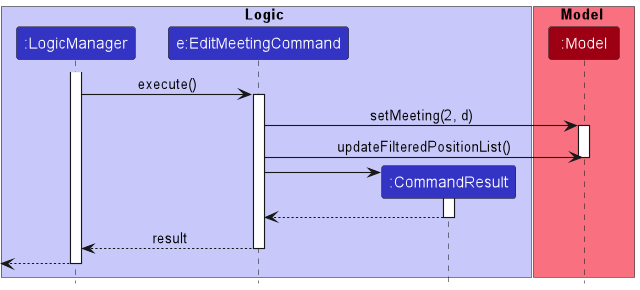 Logic
Model
:LogicManager
e:EditMeetingCommand
:Model
execute()
setMeeting(2, d)
updateFilteredPositionList()
:CommandResult
result